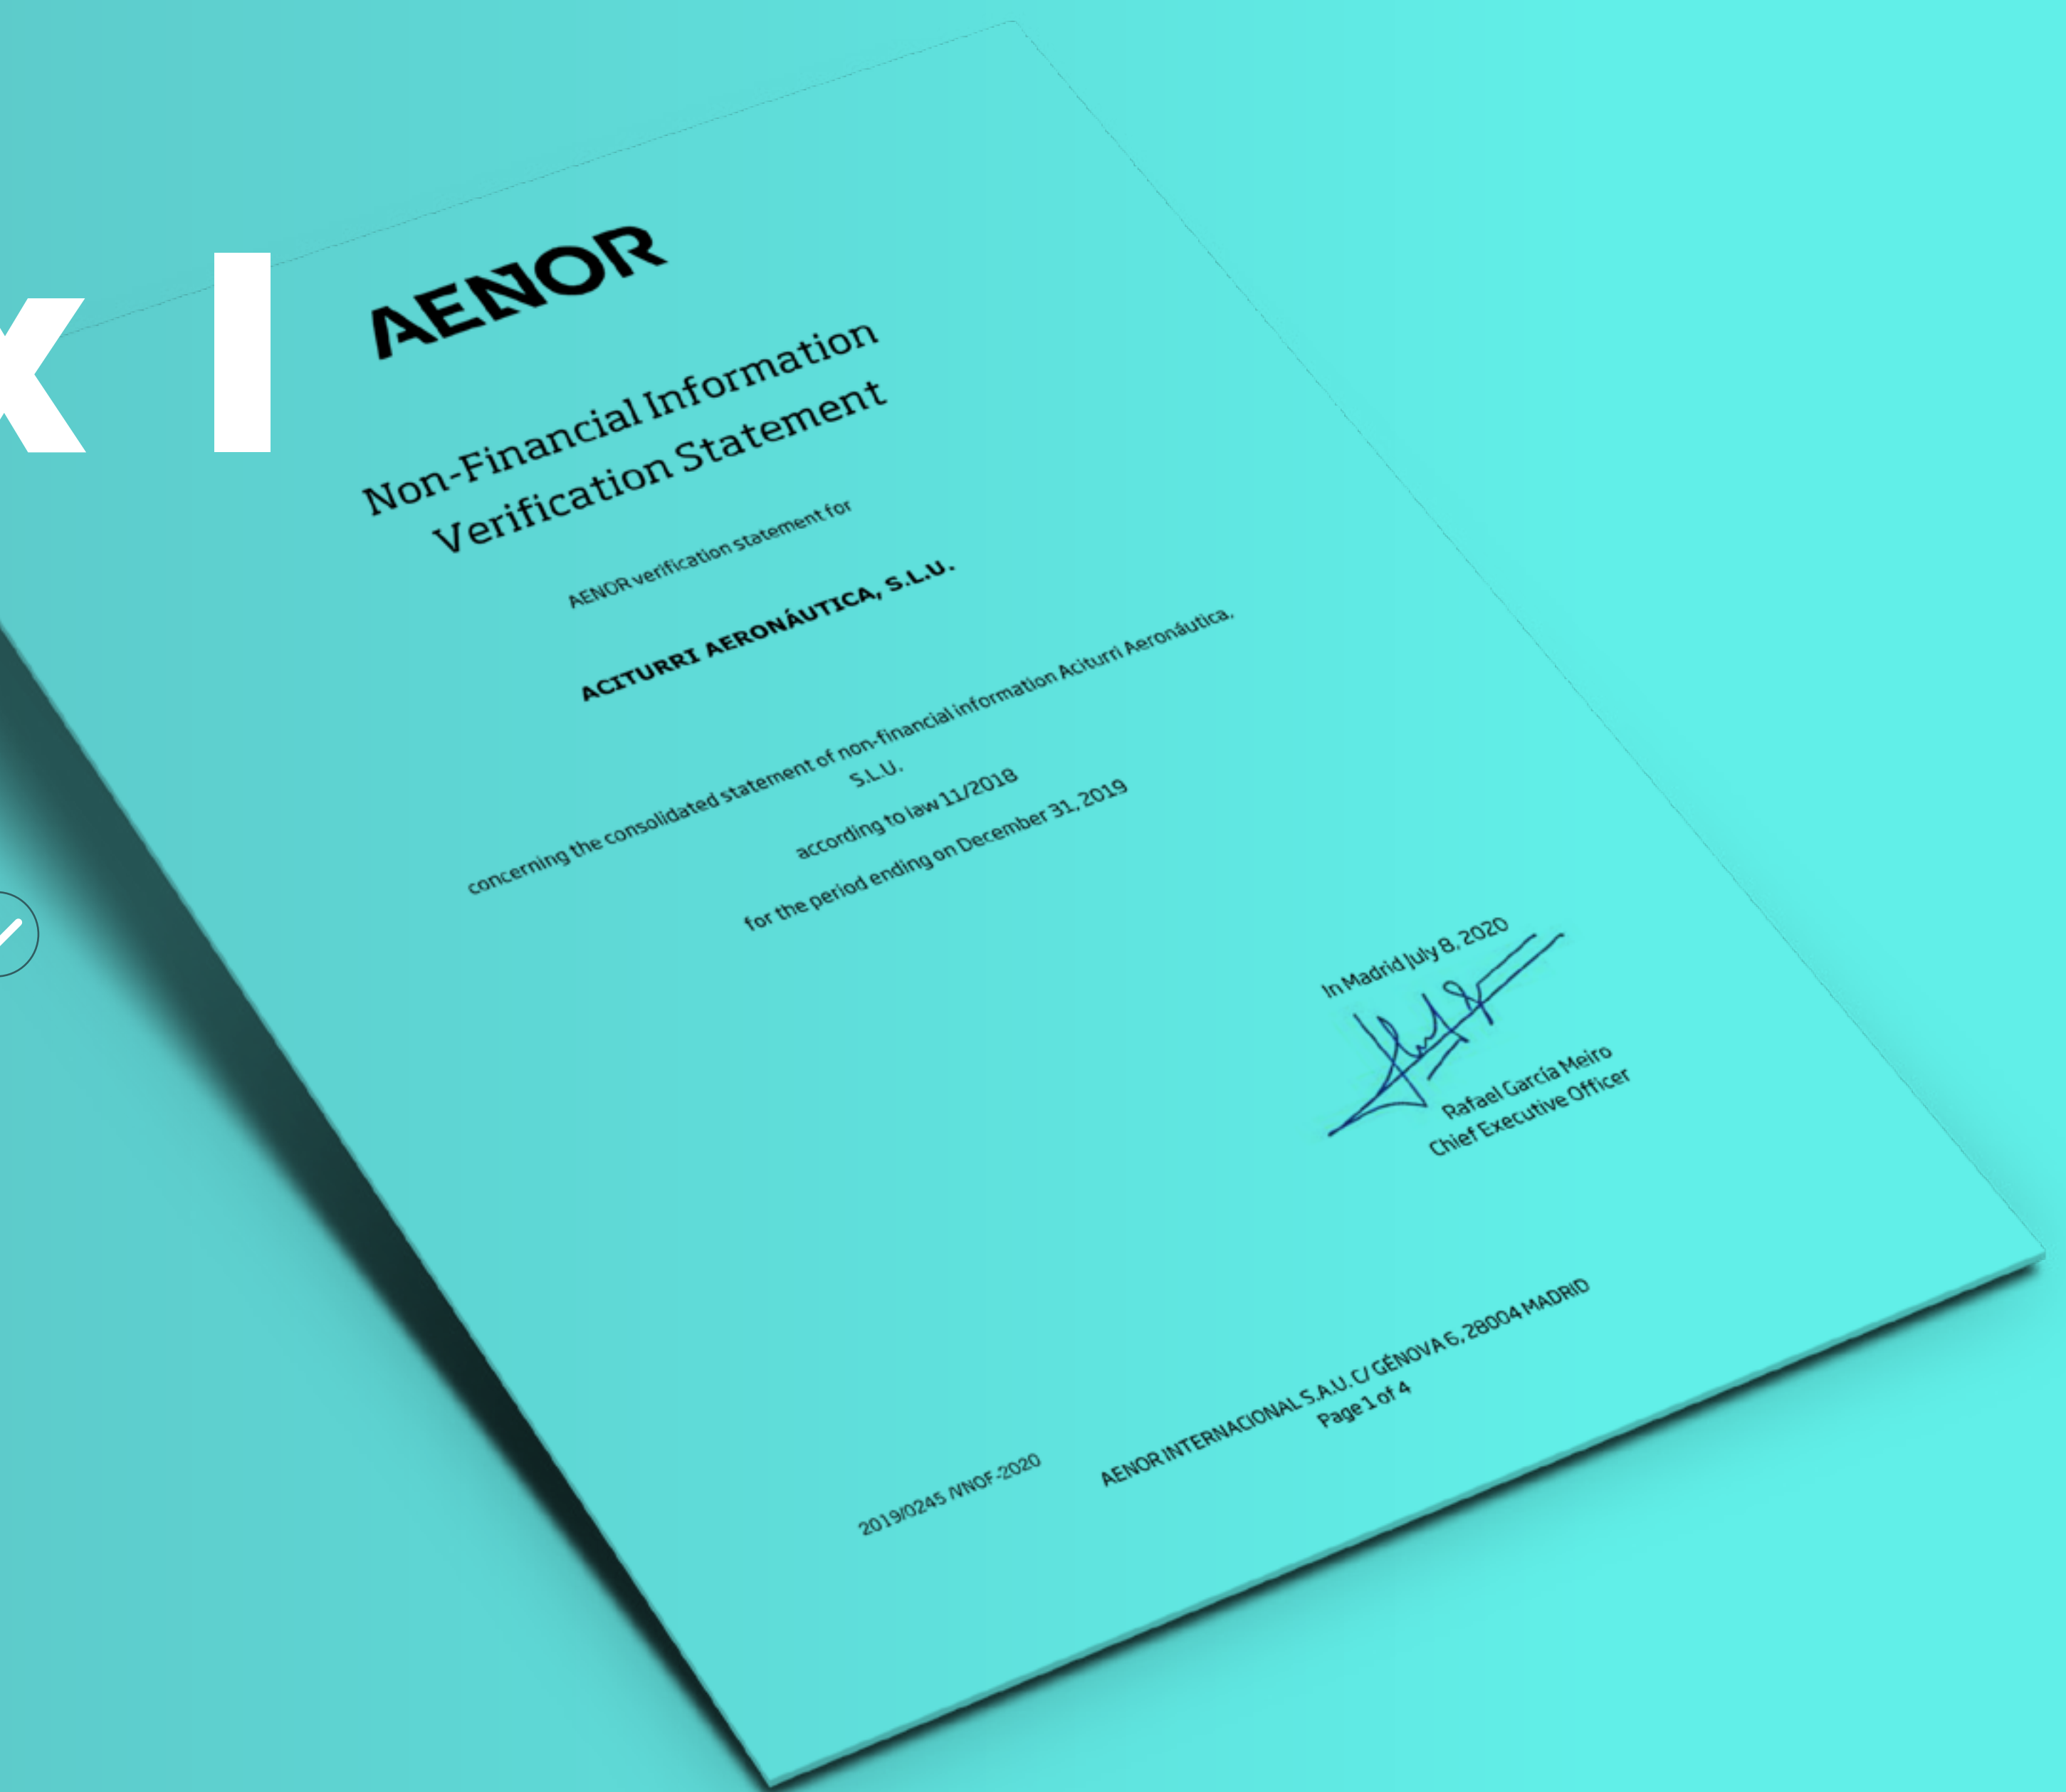 x I
AENOR
Non-Financial Information
Verification Statement
AENOR verification statement for
ACITURRI AERONÁUTICA, S.L.U.
concerning the consolidated statement of non-financial information Aciturri Aeronáutica,
S.L.U.
according to law 11/2018
for the period ending on December 31, 2019
In Madrid July 8, 2020
Rafael García Meiro
Chief Executive Officer
2019/0245 /VNOF-2020
AENOR INTERNACIONAL S.A.U. C/ GÉNOVA 6, 28004 MADRID
Page 1 of 4